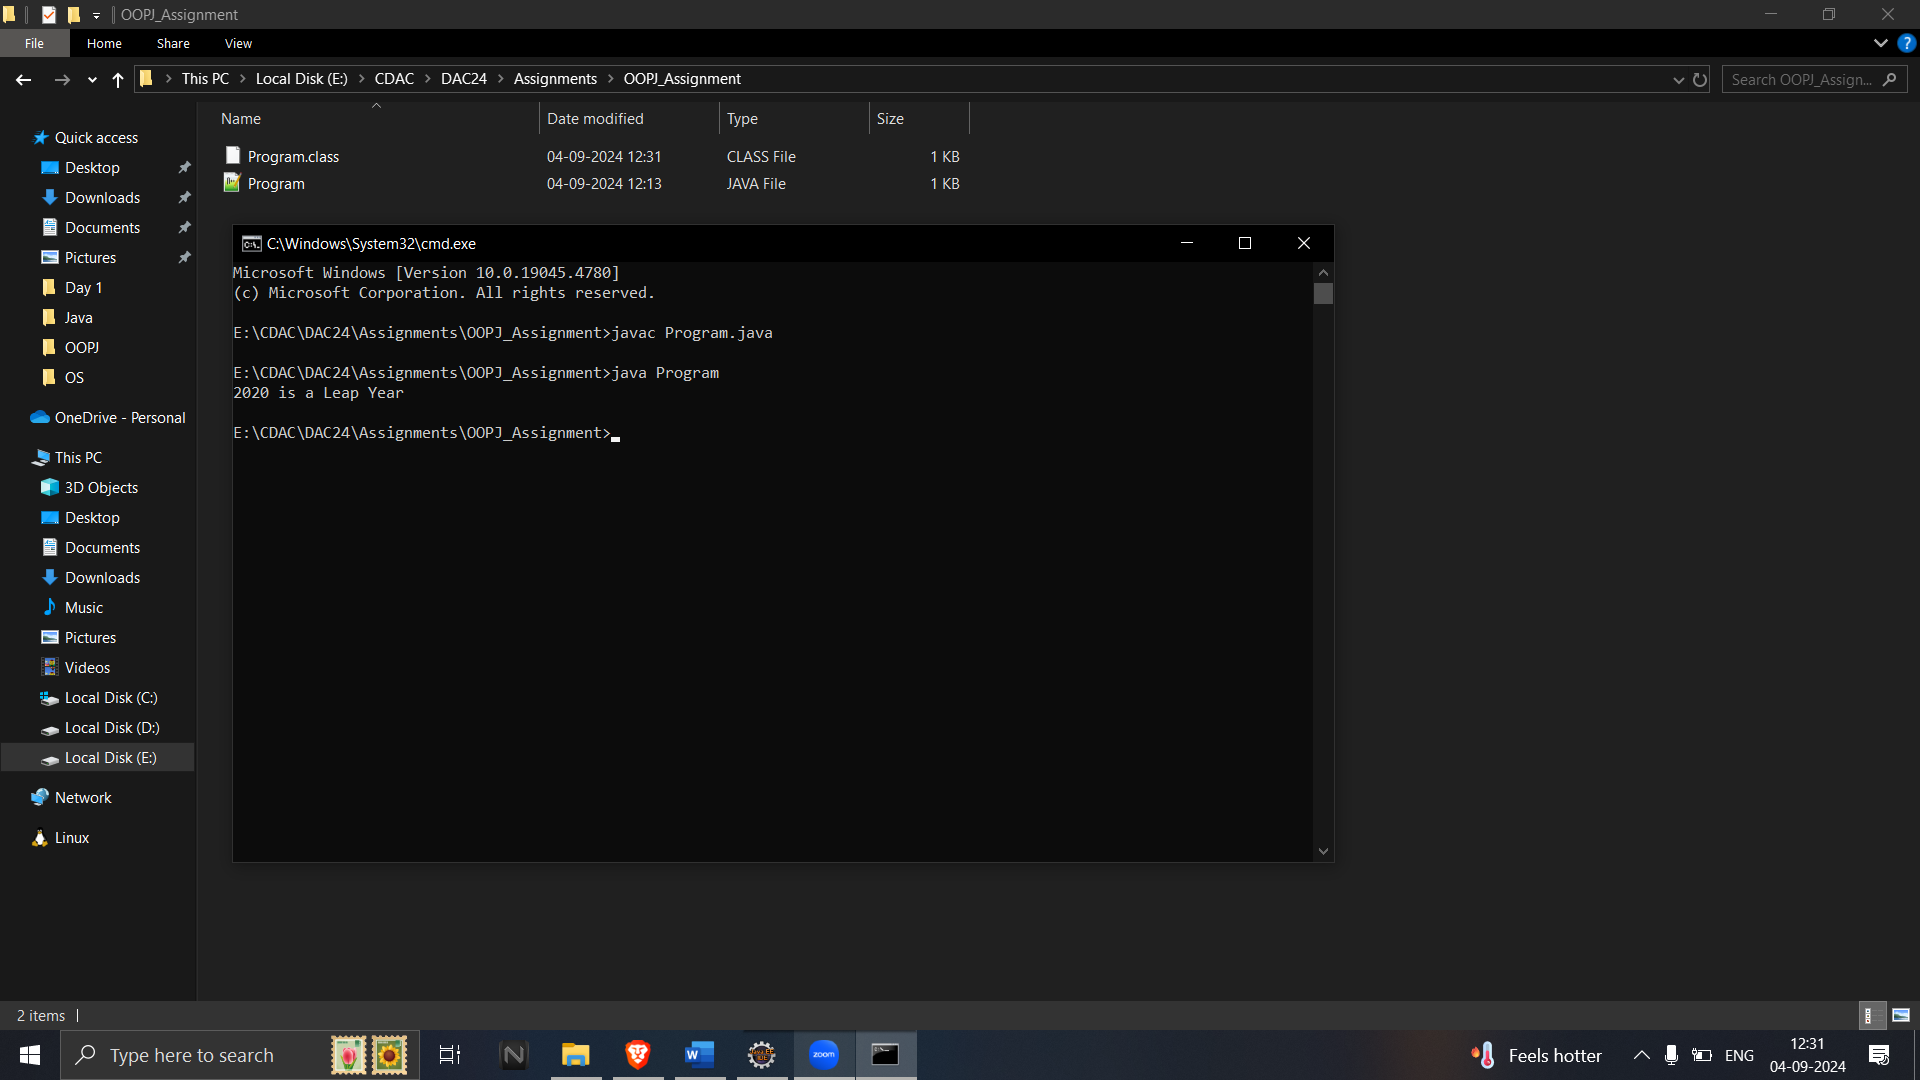 OOPJ_Assignment
File Home Share View
This PC Local Disk (E:) CDAC DAC24 Assignments OOPJ_Assignment
Search OOPJ_Assign...
Name Date modified Type Size
Program.class 04-09-2024 12:31 CLASS File 1 KB
Program 04-09-2024 12:13 JAVA File 1 KB
Quick access
Desktop
Downloads
Documents
Pictures
Day 1
Java
OOPJ
OS
OneDrive - Personal
This PC
3D Objects
Desktop
Documents
Downloads
Music
Pictures
Videos
Local Disk (C:)
Local Disk (D:)
Local Disk (E:)
Network
Linux
C:\Windows\System32\cmd.exe
Microsoft Windows [Version 10.0.19045.4780]
(c) Microsoft Corporation. All rights reserved.
E:\CDAC\DAC24\Assignments\OOPJ_Assignment>javac Program.java
E:\CDAC\DAC24\Assignments\OOPJ_Assignment>java Program
2020 is a Leap Year
E:\CDAC\DAC24\Assignments\OOPJ_Assignment>
2 items
Type here to search
zoom
Feels hotter
ENG
12:31
04-09-2024